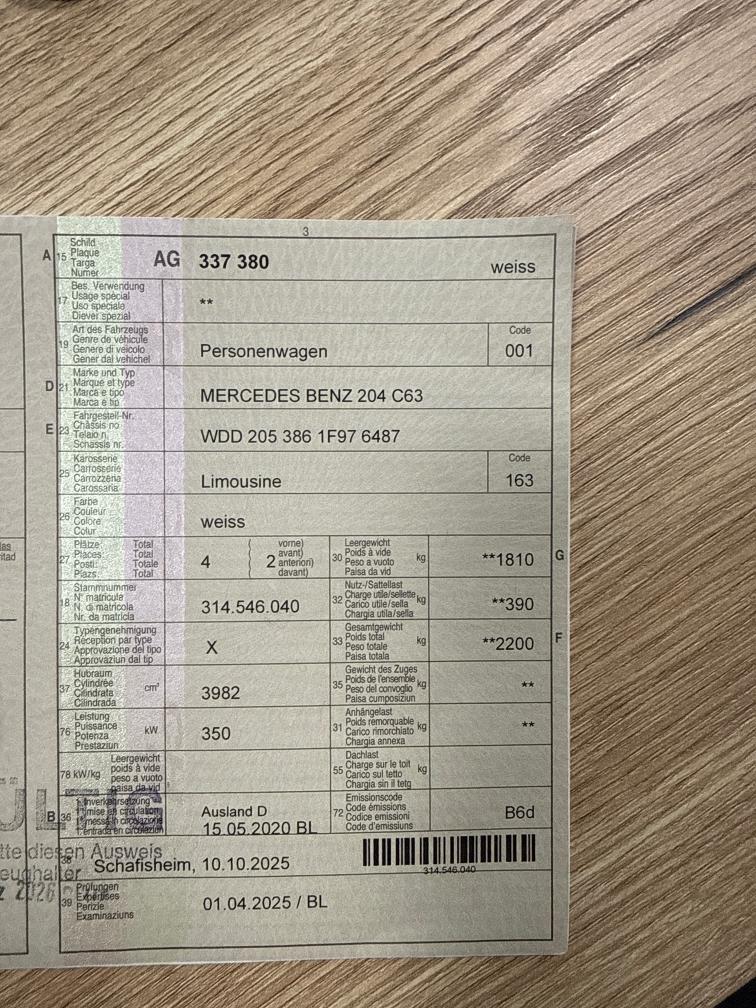 3
A 15 Schild
Plaque
Targa
Numer
AG 337 380 weiss
17 Bes. Verwendung
Usage spécial
Uso speciale
Diever spezial
**
19 Art des Fahrzeugs
Genre de véhicule
Genere di veicolo
Gener dal vehichel
Personenwagen
Code
001
D 21 Marke und Typ
Marque et type
Marca e tipo
Marca e tip
MERCEDES BENZ 204 C63
E 23 Fahrgestell-Nr.
Châssis no
Telaio n.
Schassis nr.
WDD 205 386 1F97 6487
25 Karosserie
Carrosserie
Carrozzeria
Carossaria
Limousine
Code
163
26 Farbe
Couleur
Colore
Colur
weiss
27 Plätze: Total
Places: Total
Posti: Totale
Plazs: Total
4
( vorne)
2 avant)
anteriori)
( davant)
30 Leergewicht
Poids à vide kg
Peso a vuoto
Paisa da vid
**1810 G
18 Stammnummer
N° matricule
N. di matricola
Nr. da matricla
314.546.040
32 Nutz-/Sattellast
Charge utile/sellette kg
Carico utile/sella
Chargia utila/sella
**390
24 Typengenehmigung
Réception par type
Approvazione del tipo
Approvaziun dal tip
X
33 Gesamtgewicht
Poids total kg
Peso totale
Paisa totala
**2200 F
37 Hubraum
Cylindrée cm³
Cilindrata
Cilindrada
3982
35 Gewicht des Zuges
Poids de l'ensemble kg
Peso del convoglio
Paisa cumposiziun
**
76 Leistung
Puissance kW
Potenza
Prestaziun
350
31 Anhängelast
Poids remorquable kg
Carico rimorchiato
Chargia annexa
**
78 kW/kg Leergewicht
poids à vide
peso a vuoto
paisa da vid
55 Dachlast
Charge sur le toit kg
Carico sul tetto
Chargia sin il tetg
B 36 1. Inverkehrsetzung
1. mise en circulation
1. messa in circolazione
1. entrada en circulaziun
Ausland D
15.05.2020 BL
72 Emissionscode
Code émissions
Codice emissioni
Code d'emissiuns
B6d
tte diesen Ausweis
38 Schafisheim, 10.10.2025
314.546.040
eughalter
2026
39 Prüfungen
Expertises
Perizie
Examinaziuns
01.04.2025 / BL